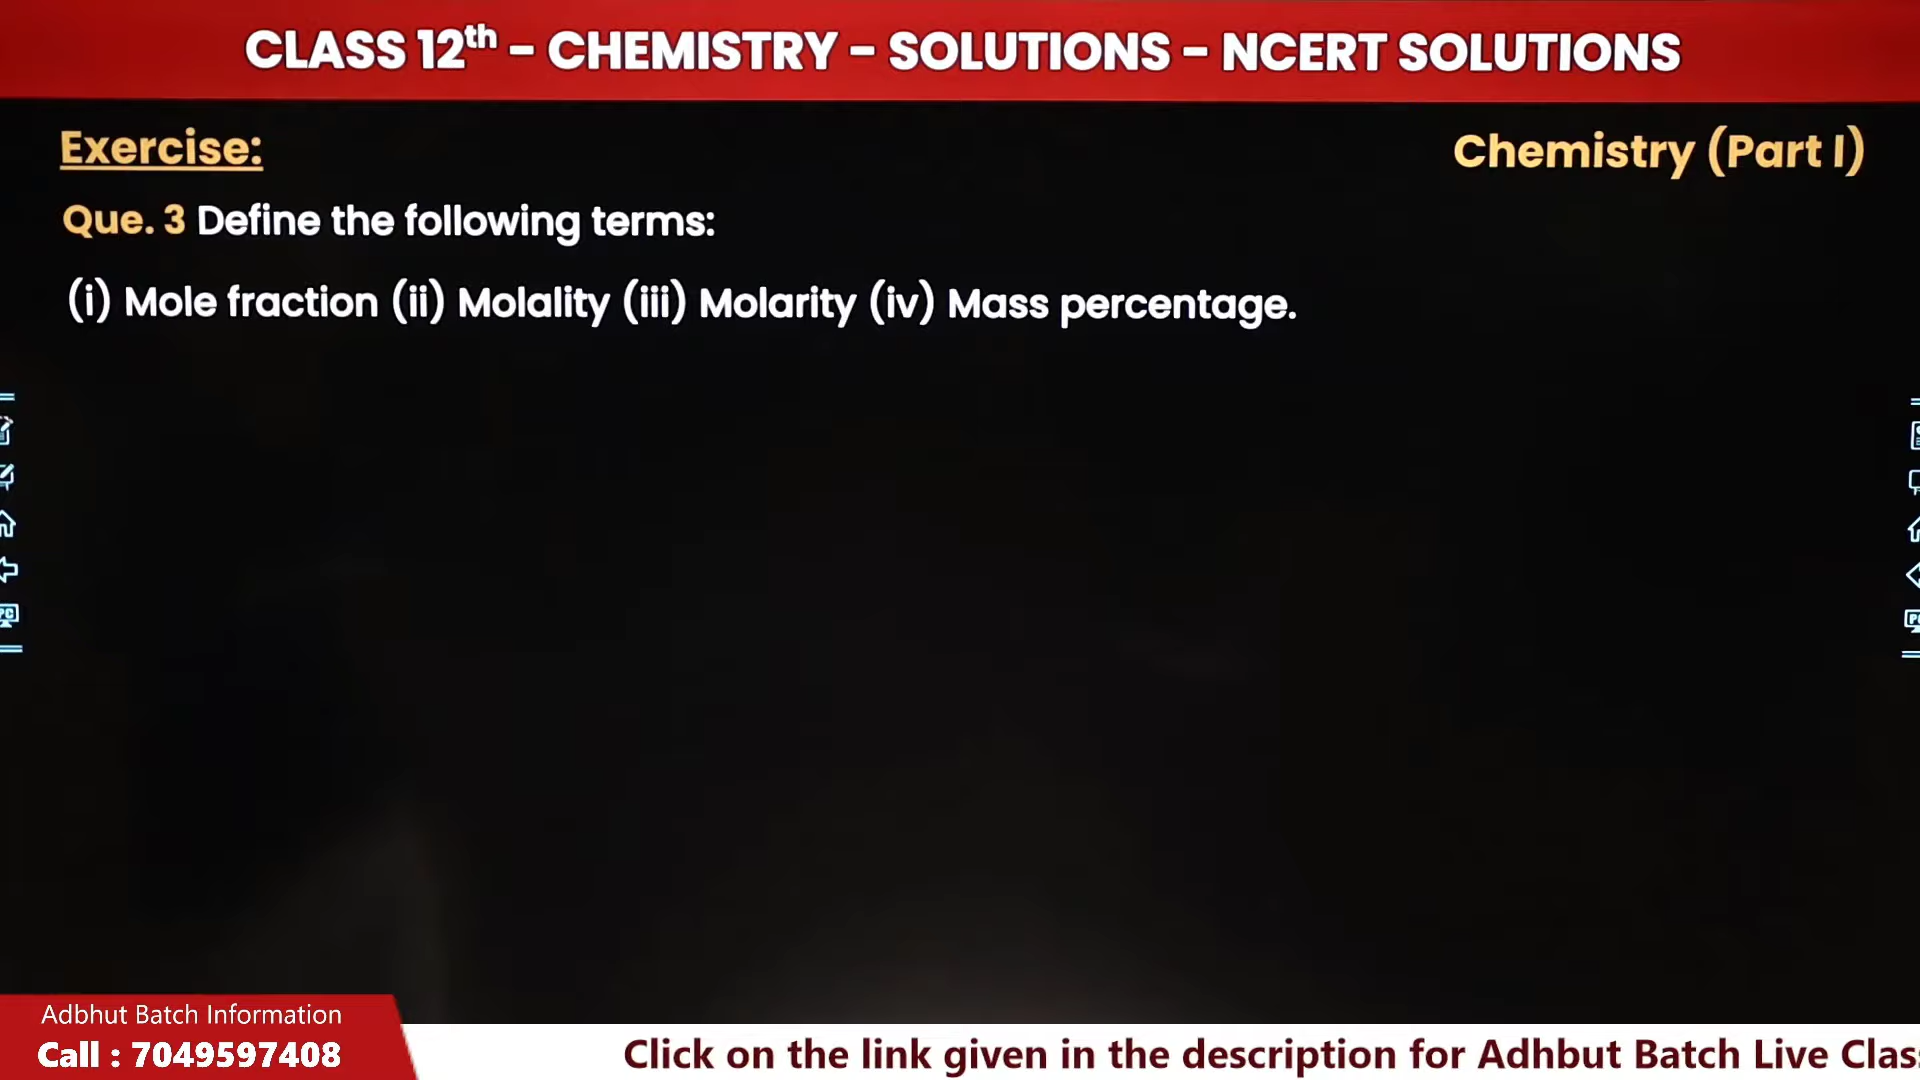 CLASS 12th - CHEMISTRY - SOLUTIONS - NCERT SOLUTIONS
Exercise:
Chemistry (Part I)
Que. 3 Define the following terms:
(i) Mole fraction (ii) Molality (iii) Molarity (iv) Mass percentage.
Adbhut Batch Information
Call : 7049597408
Click on the link given in the description for Adhbut Batch Live